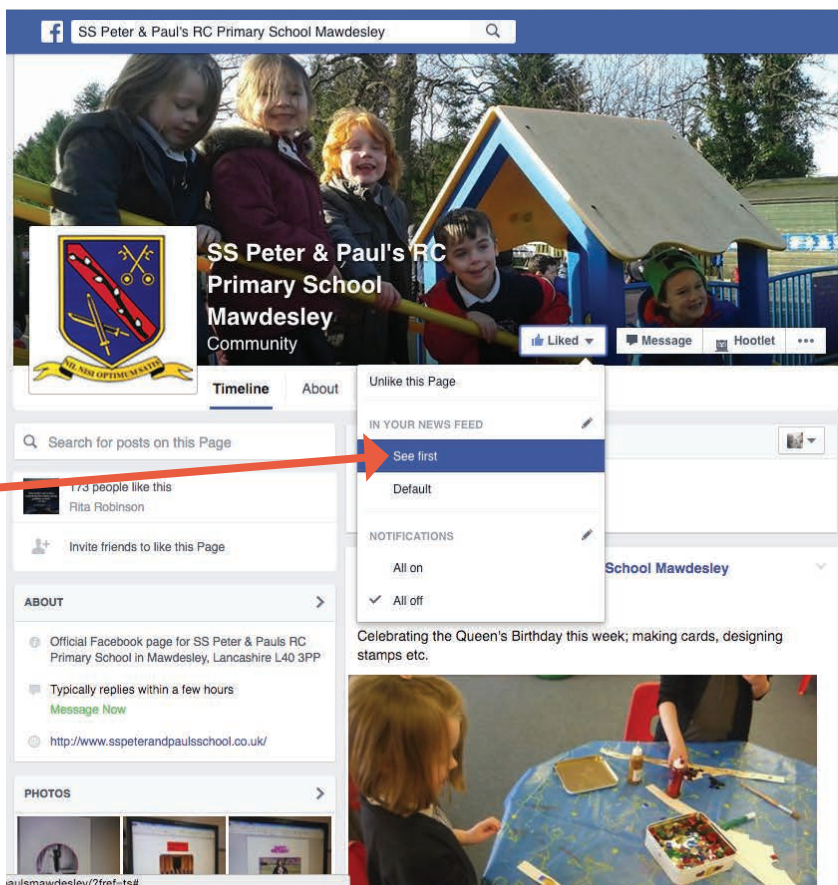 SS Peter & Paul's RC Primary School Mawdesley
SS Peter & Paul's RC
Primary School
Mawdesley
Community
NIL NISI OPTIMUM SATIS
Liked
Message
Hootlet
Timeline
About
Unlike this Page
IN YOUR NEWS FEED
See first
Default
NOTIFICATIONS
All on
All off
Search for posts on this Page
173 people like this
Rita Robinson
Invite friends to like this Page
ABOUT
Official Facebook page for SS Peter & Pauls RC
Primary School in Mawdesley, Lancashire L40 3PP
Typically replies within a few hours
Message Now
http://www.sspeterandpaulsschool.co.uk/
PHOTOS
School Mawdesley
Celebrating the Queen's Birthday this week; making cards, designing
stamps etc.
paulsmawdesley/?fref=ts#